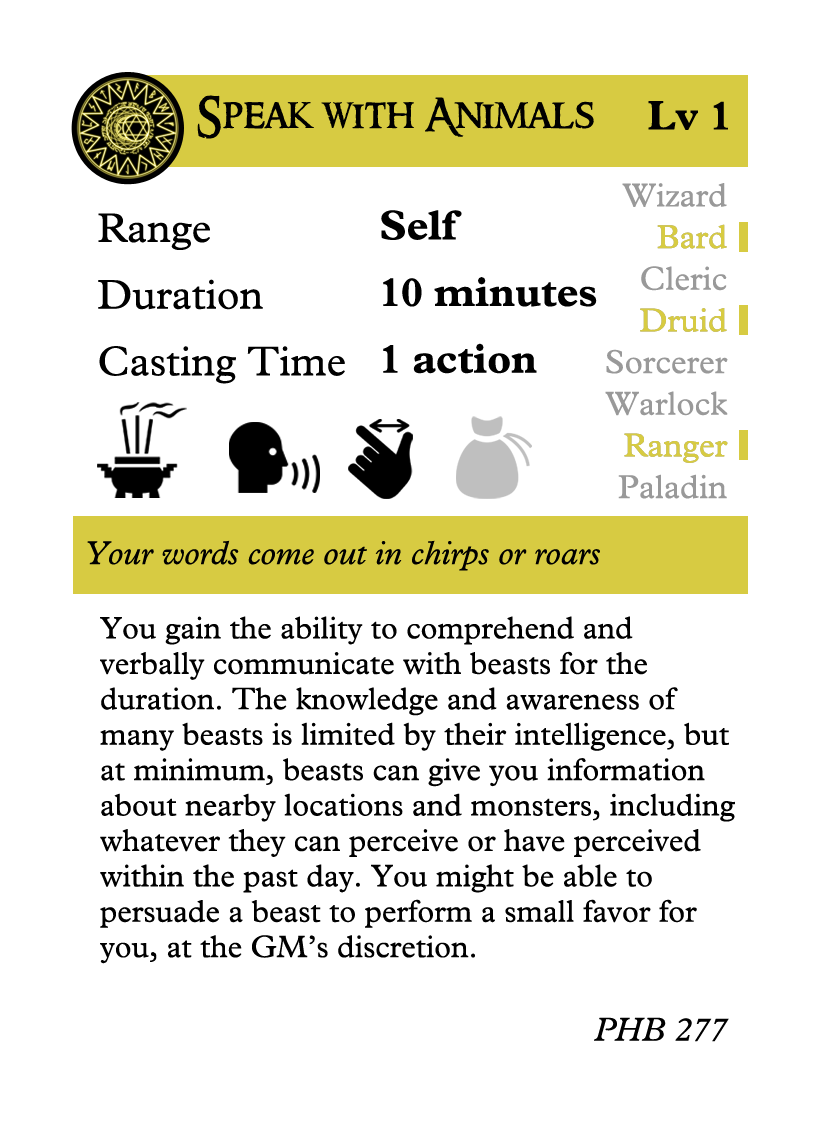 Speak with Animals Lv 1
Wizard
Range Self
Bard
Cleric
Duration 10 minutes
Druid
Casting Time 1 action
Sorcerer
Warlock
Ranger
Paladin
Your words come out in chirps or roars
You gain the ability to comprehend and
verbally communicate with beasts for the
duration. The knowledge and awareness of
many beasts is limited by their intelligence, but
at minimum, beasts can give you information
about nearby locations and monsters, including
whatever they can perceive or have perceived
within the past day. You might be able to
persuade a beast to perform a small favor for
you, at the GM’s discretion.
PHB 277